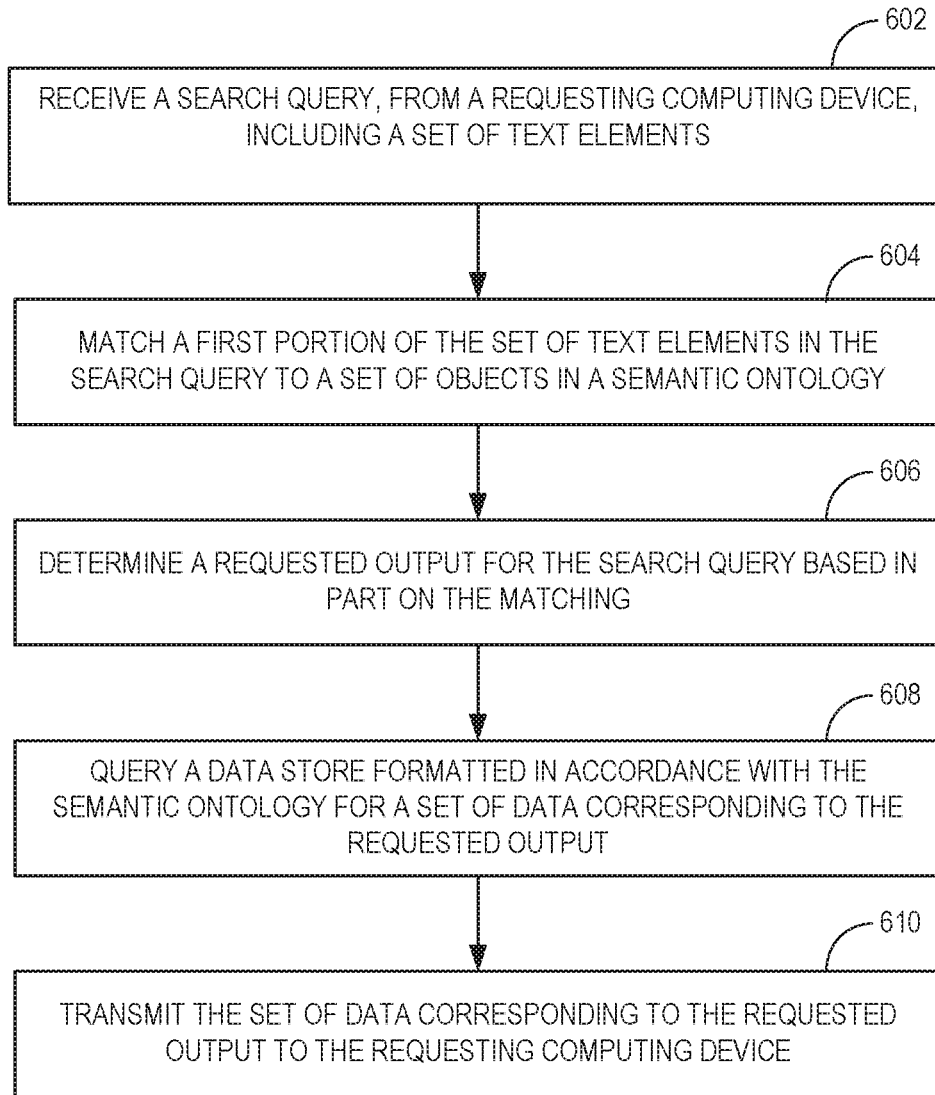 602
RECEIVE A SEARCH QUERY, FROM A REQUESTING COMPUTING DEVICE,
INCLUDING A SET OF TEXT ELEMENTS
604
MATCH A FIRST PORTION OF THE SET OF TEXT ELEMENTS IN THE
SEARCH QUERY TO A SET OF OBJECTS IN A SEMANTIC ONTOLOGY
606
DETERMINE A REQUESTED OUTPUT FOR THE SEARCH QUERY BASED IN
PART ON THE MATCHING
608
QUERY A DATA STORE FORMATTED IN ACCORDANCE WITH THE
SEMANTIC ONTOLOGY FOR A SET OF DATA CORRESPONDING TO THE
REQUESTED OUTPUT
610
TRANSMIT THE SET OF DATA CORRESPONDING TO THE REQUESTED
OUTPUT TO THE REQUESTING COMPUTING DEVICE